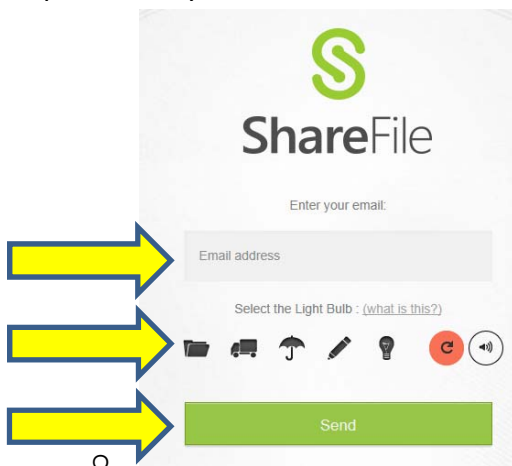 ShareFile
Enter your email:
Email address
Select the Light Bulb : (what is this?)
Send